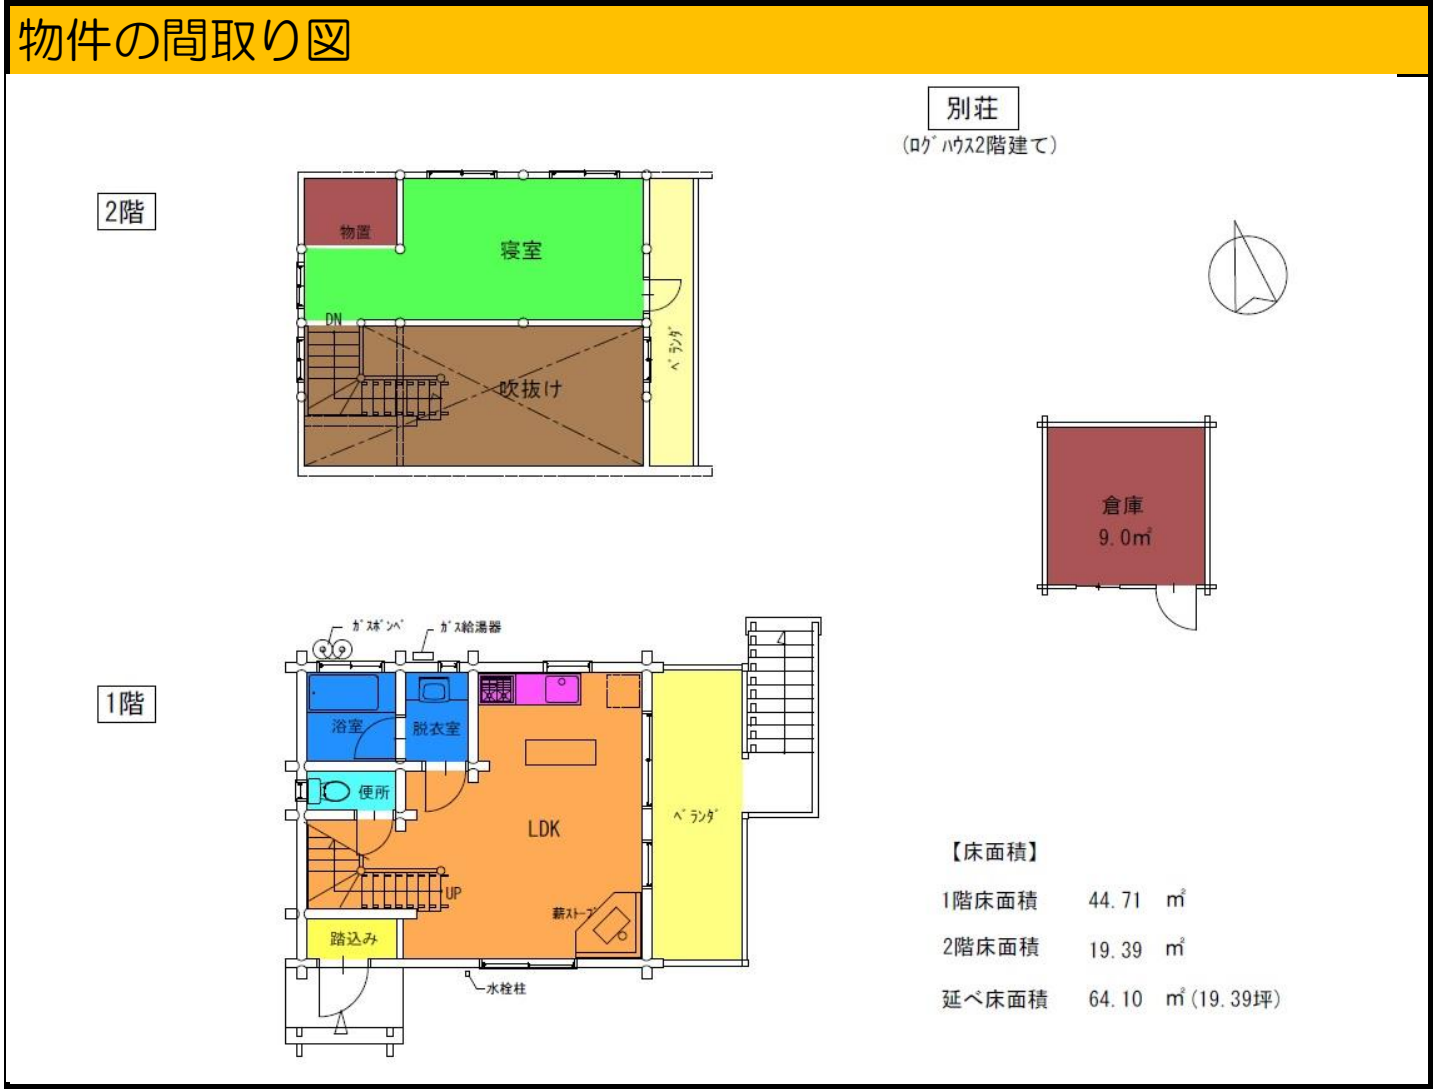 物件の間取り図
別荘
(ﾛｸﾞﾊｳｽ2階建て)
2階
物置
寝室
DN
ﾍﾞﾗﾝﾀﾞ
吹抜け
倉庫
9.0㎡
ｶﾞｽﾎﾞﾝﾍﾞ
ｶﾞｽ給湯器
1階
浴室
脱衣室
便所
LDK
ﾍﾞﾗﾝﾀﾞ
UP
薪ｽﾄｰﾌﾞ
踏込み
水栓柱
【床面積】
1階床面積 44.71 ㎡
2階床面積 19.39 ㎡
延べ床面積 64.10 ㎡(19.39坪)